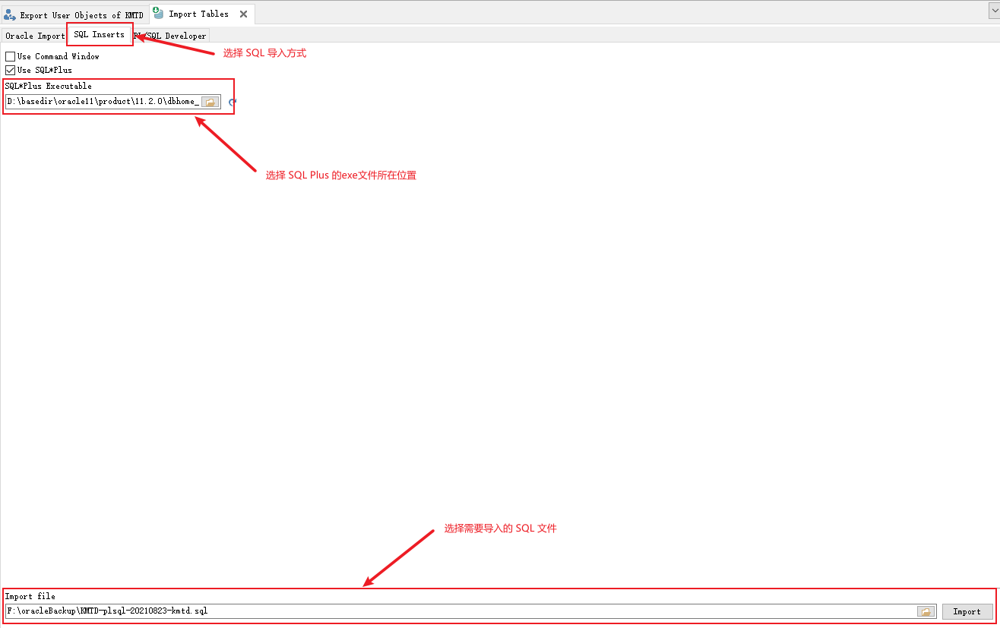 Export User Objects of KMTD
Import Tables
Oracle Import
SQL Inserts
PL/SQL Developer
选择 SQL 导入方式
Use Command Window
Use SQL*Plus
SQL*Plus Executable
D:\basedir\oracle11\product\11.2.0\dbhome_
选择 SQL Plus 的exe文件所在位置
选择需要导入的 SQL 文件
Import file
F:\oracleBackup\KMTD-plsql-20210823-kmtd.sql
Import